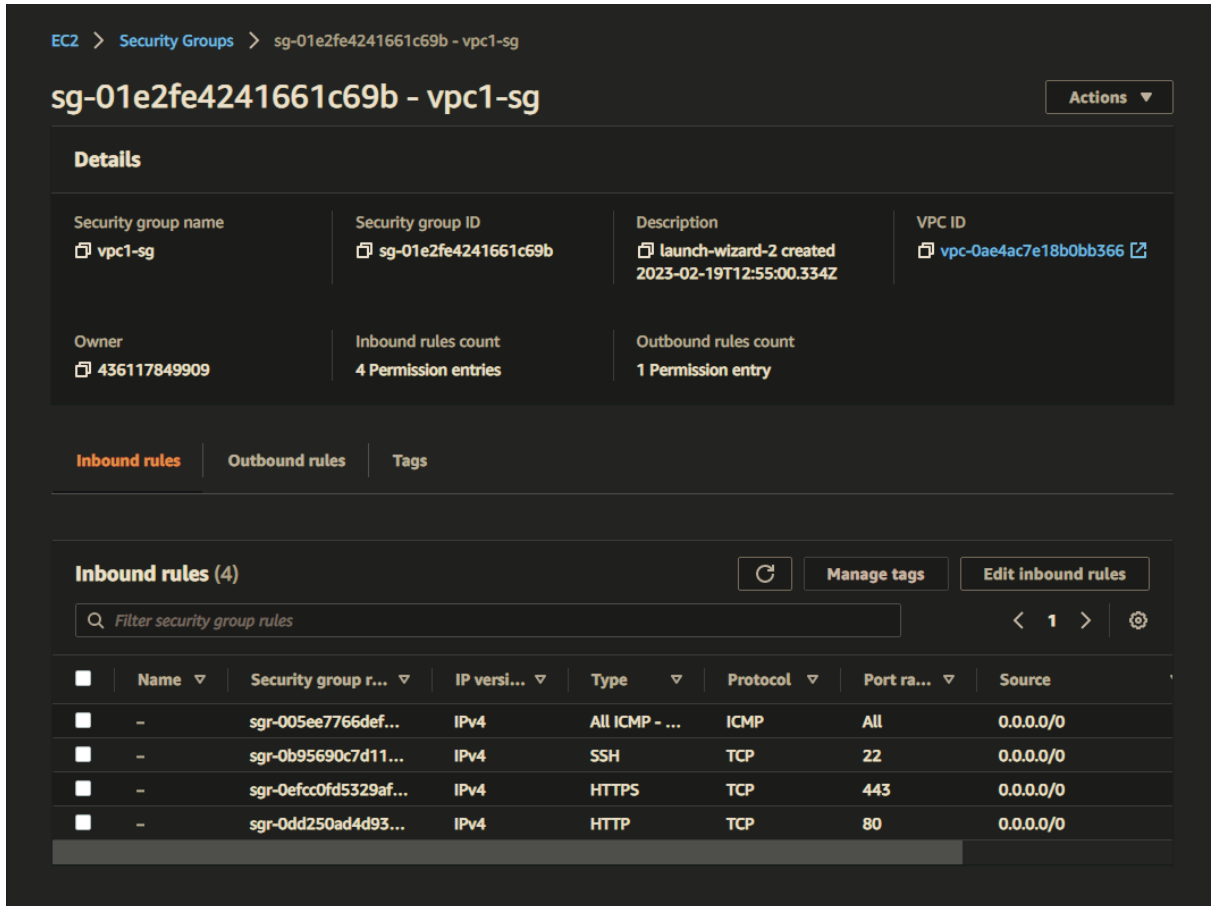 EC2 > Security Groups > sg-01e2fe4241661c69b - vpc1-sg
sg-01e2fe4241661c69b - vpc1-sg
Actions
Details
Security group name
vpc1-sg
Security group ID
sg-01e2fe4241661c69b
Description
launch-wizard-2 created
2023-02-19T12:55:00.334Z
VPC ID
vpc-0ae4ac7e18b0bb366
Owner
436117849909
Inbound rules count
4 Permission entries
Outbound rules count
1 Permission entry
Inbound rules Outbound rules Tags
Inbound rules (4)
Manage tags Edit inbound rules
Filter security group rules
< 1 >
Name Security group r... IP versi... Type Protocol Port ra... Source
– sgr-005ee7766def... IPv4 All ICMP - ... ICMP All 0.0.0.0/0
– sgr-0b95690c7d11... IPv4 SSH TCP 22 0.0.0.0/0
– sgr-0efcc0fd5329af... IPv4 HTTPS TCP 443 0.0.0.0/0
– sgr-0dd250ad4d93... IPv4 HTTP TCP 80 0.0.0.0/0